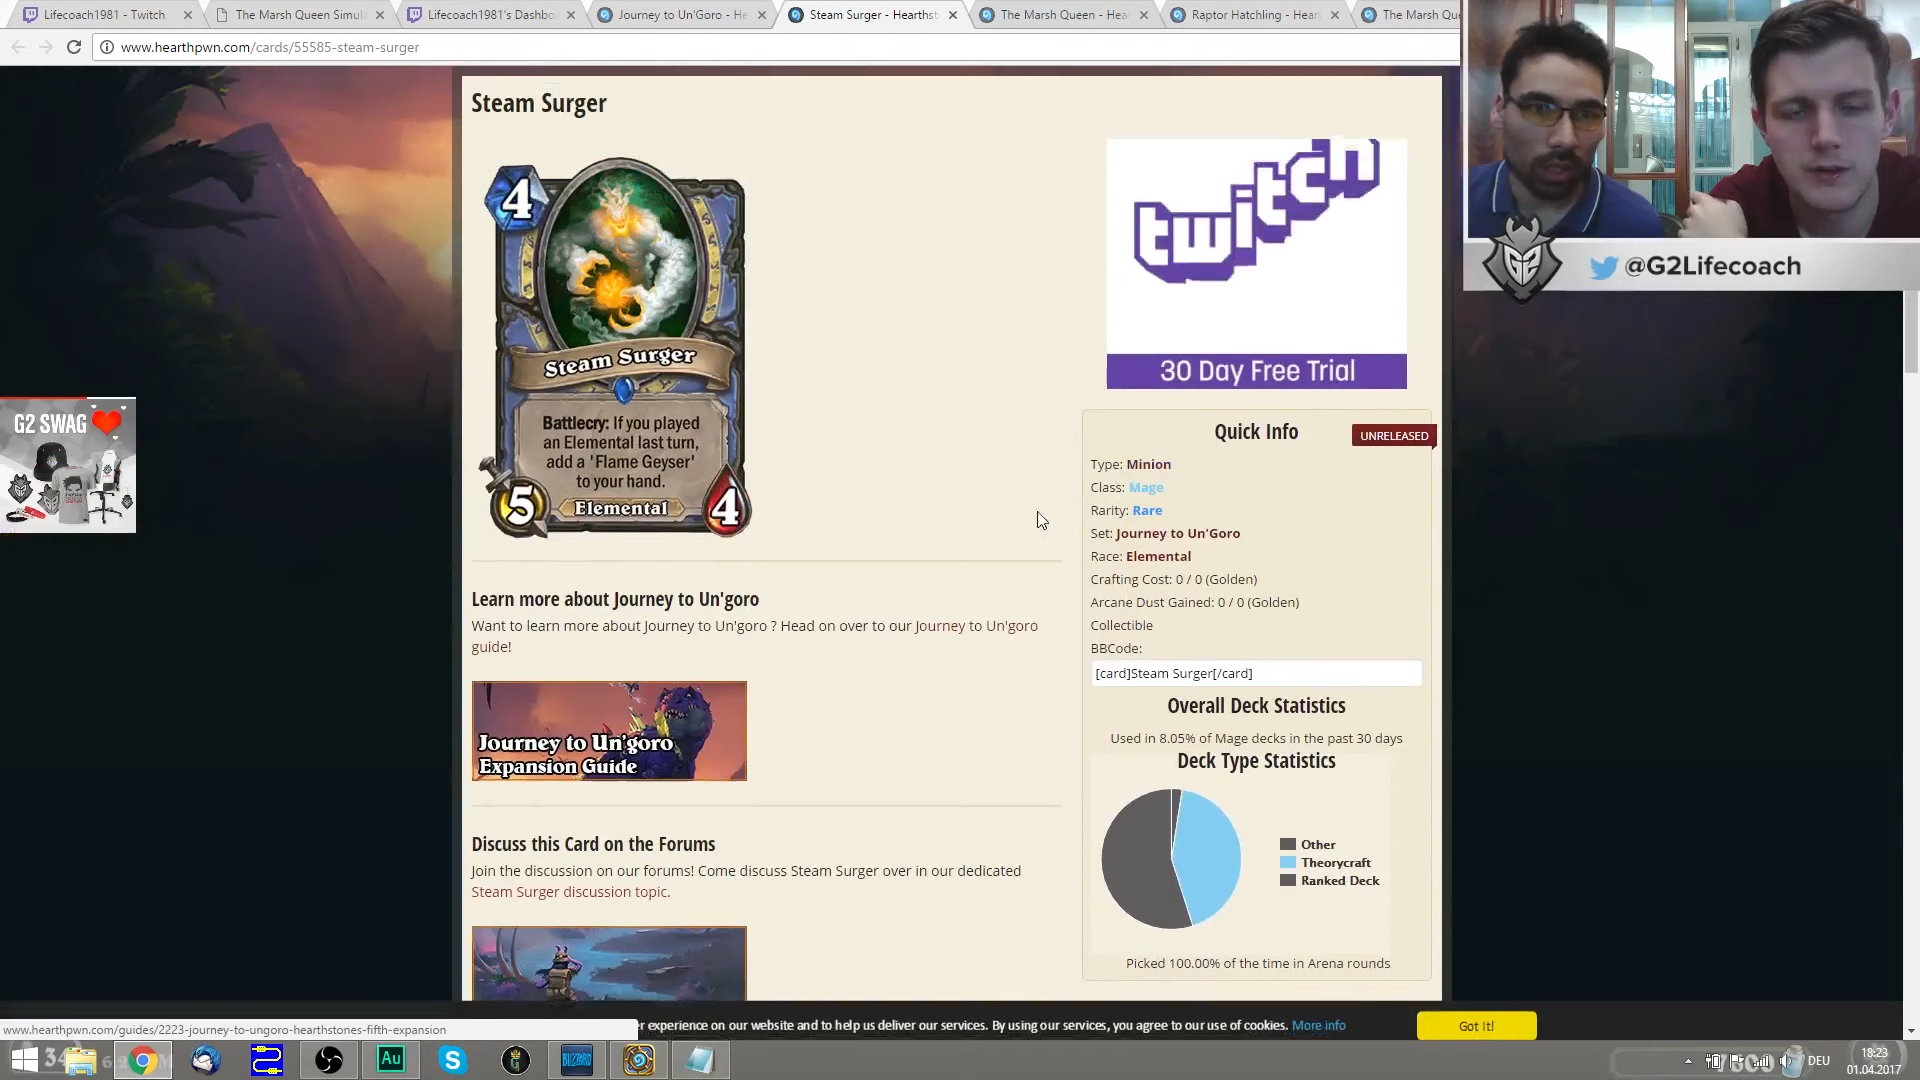 Lifecoach1981 - Twitch
The Marsh Queen Simul
Lifecoach1981's Dashbo
Journey to Un'Goro - He
Steam Surger - Hearthst
The Marsh Queen - Hear
Raptor Hatchling - Hear
The Marsh Qu
www.hearthpwn.com/cards/55585-steam-surger
Steam Surger
4
Steam Surger
Battlecry: If you played
an Elemental last turn,
add a 'Flame Geyser'
to your hand.
5
Elemental
4
twitch
30 Day Free Trial
@G2Lifecoach
G2 SWAG
Quick Info
UNRELEASED
Type: Minion
Class: Mage
Rarity: Rare
Set: Journey to Un'Goro
Race: Elemental
Crafting Cost: 0 / 0 (Golden)
Arcane Dust Gained: 0 / 0 (Golden)
Collectible
BBCode:
[card]Steam Surger[/card]
Overall Deck Statistics
Used in 8.05% of Mage decks in the past 30 days
Deck Type Statistics
Other
Theorycraft
Ranked Deck
Picked 100.00% of the time in Arena rounds
Learn more about Journey to Un'goro
Want to learn more about Journey to Un'goro ? Head on over to our Journey to Un'goro
guide!
Journey to Un'goro
Expansion Guide
Discuss this Card on the Forums
Join the discussion on our forums! Come discuss Steam Surger over in our dedicated
Steam Surger discussion topic.
www.hearthpwn.com/guides/2223-journey-to-ungoro-hearthstones-fifth-expansion
er experience on our website and to help us deliver our services. By using our services, you agree to our use of cookies. More info
Got it!
Au
BLIZZARD
DEU
18:23
01.04.2017